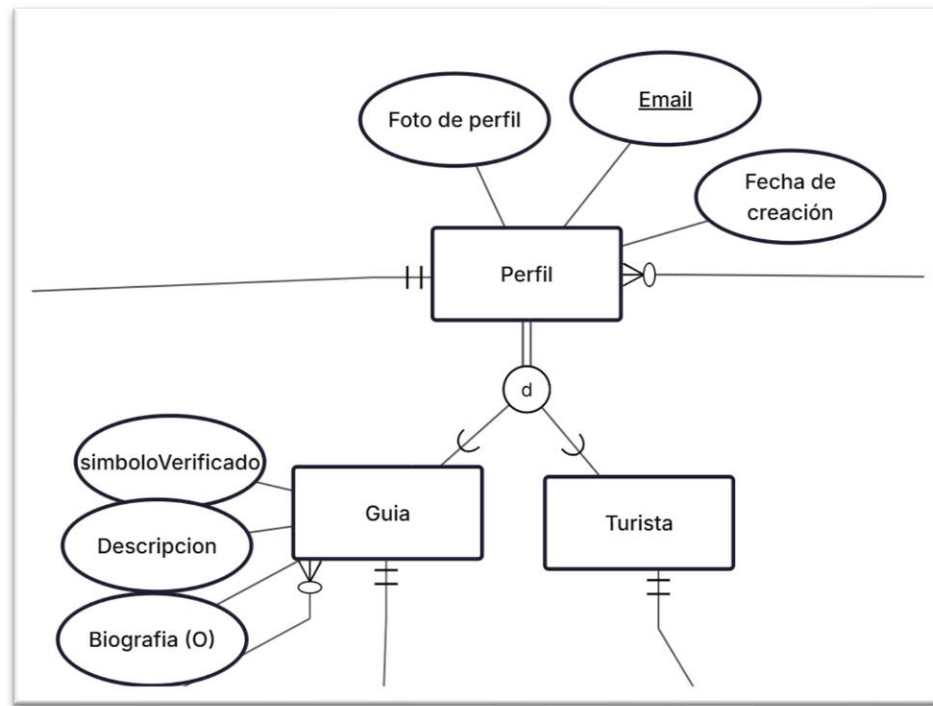 Foto de perfil
Email
Fecha de
creación
Perfil
d
simboloVerificado
Guia
Turista
Descripcion
Biografia (O)